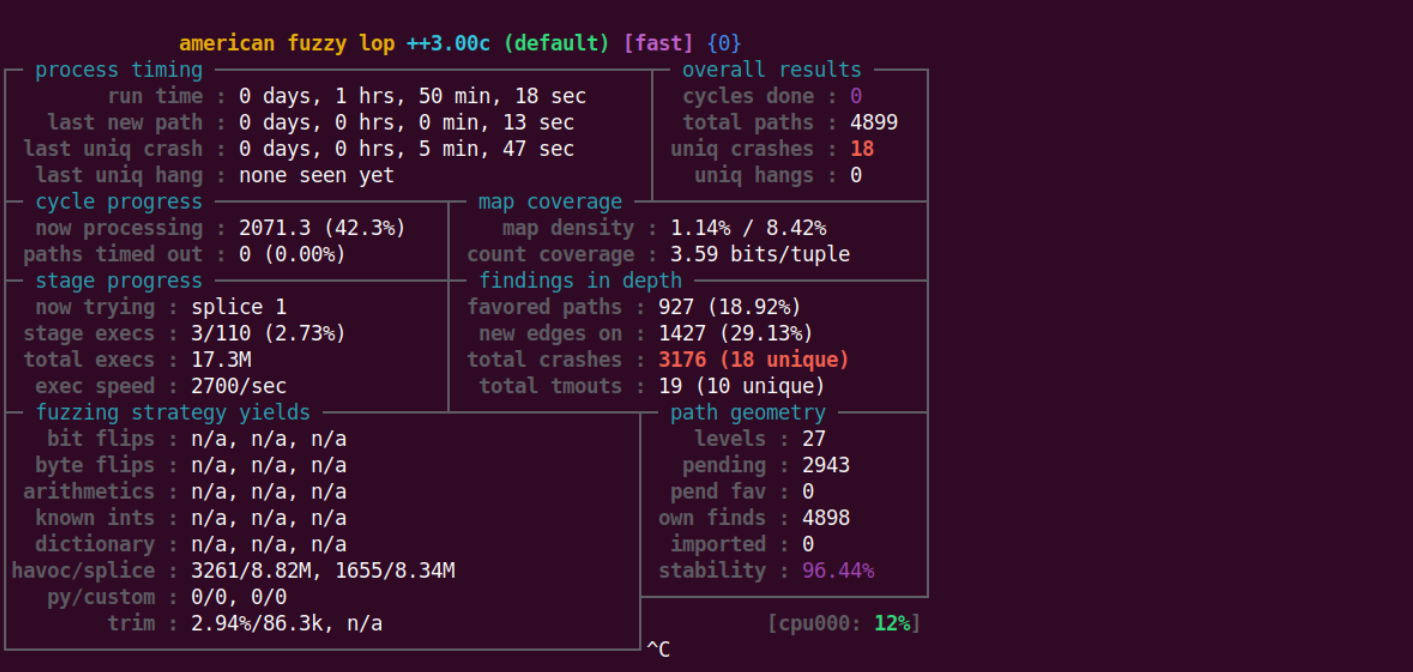 american fuzzy lop ++3.00c (default) [fast] {0}
process timing overall results
run time : 0 days, 1 hrs, 50 min, 18 sec cycles done : 0
last new path : 0 days, 0 hrs, 0 min, 13 sec total paths : 4899
last uniq crash : 0 days, 0 hrs, 5 min, 47 sec uniq crashes : 18
last uniq hang : none seen yet uniq hangs : 0
cycle progress map coverage
now processing : 2071.3 (42.3%) map density : 1.14% / 8.42%
paths timed out : 0 (0.00%) count coverage : 3.59 bits/tuple
stage progress findings in depth
now trying : splice 1 favored paths : 927 (18.92%)
stage execs : 3/110 (2.73%) new edges on : 1427 (29.13%)
total execs : 17.3M total crashes : 3176 (18 unique)
exec speed : 2700/sec total tmouts : 19 (10 unique)
fuzzing strategy yields path geometry
bit flips : n/a, n/a, n/a levels : 27
byte flips : n/a, n/a, n/a pending : 2943
arithmetics : n/a, n/a, n/a pend fav : 0
known ints : n/a, n/a, n/a own finds : 4898
dictionary : n/a, n/a, n/a imported : 0
havoc/splice : 3261/8.82M, 1655/8.34M stability : 96.44%
py/custom : 0/0, 0/0
trim : 2.94%/86.3k, n/a [cpu000: 12%]
^C